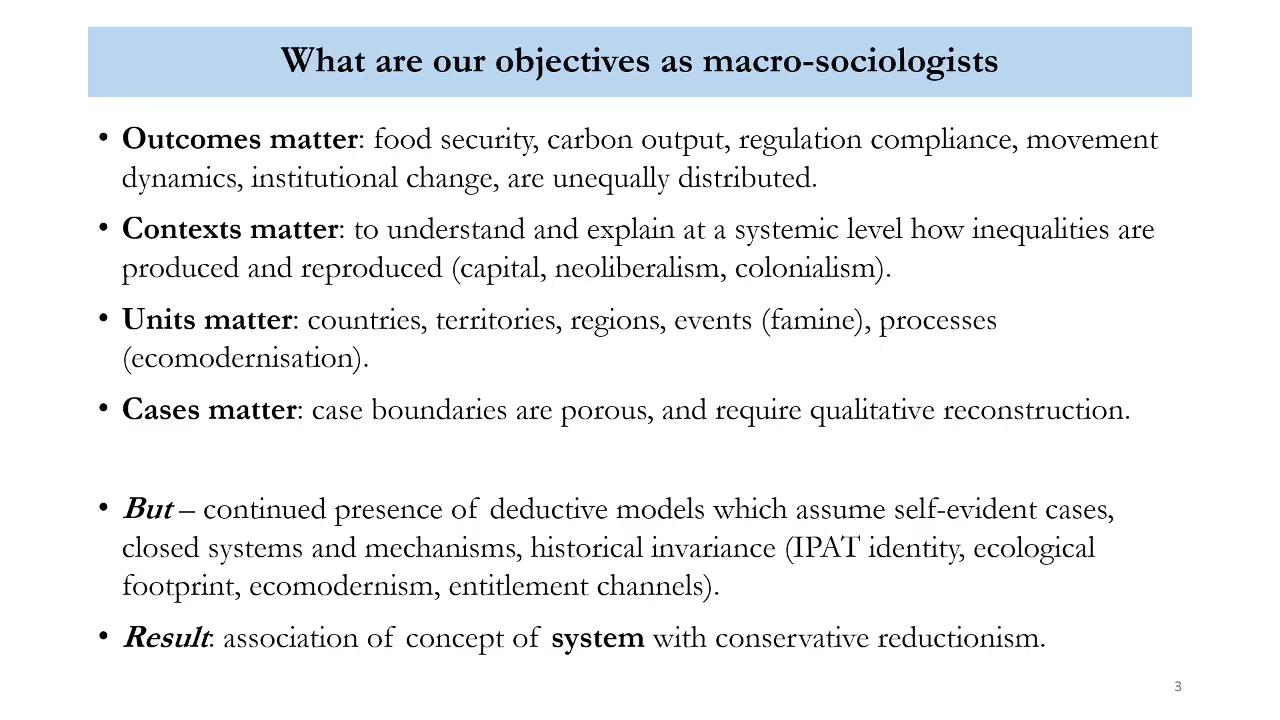 What are our objectives as macro-sociologists
• Outcomes matter: food security, carbon output, regulation compliance, movement
dynamics, institutional change, are unequally distributed.
• Contexts matter: to understand and explain at a systemic level how inequalities are
produced and reproduced (capital, neoliberalism, colonialism).
• Units matter: countries, territories, regions, events (famine), processes
(ecomodernisation).
• Cases matter: case boundaries are porous, and require qualitative reconstruction.
• But – continued presence of deductive models which assume self-evident cases,
closed systems and mechanisms, historical invariance (IPAT identity, ecological
footprint, ecomodernism, entitlement channels).
• Result: association of concept of system with conservative reductionism.
3